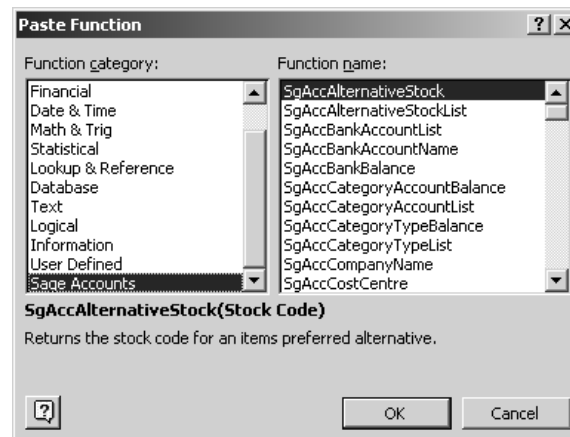 Paste Function
Function category:
Function name:
Financial
Date & Time
Math & Trig
Statistical
Lookup & Reference
Database
Text
Logical
Information
User Defined
Sage Accounts
SgAccAlternativeStock
SgAccAlternativeStockList
SgAccBankAccountList
SgAccBankAccountName
SgAccBankBalance
SgAccCategoryAccountBalance
SgAccCategoryAccountList
SgAccCategoryTypeBalance
SgAccCategoryTypeList
SgAccCompanyName
SgAccCostCentre
SgAccAlternativeStock(Stock Code)
Returns the stock code for an items preferred alternative.
OK
Cancel